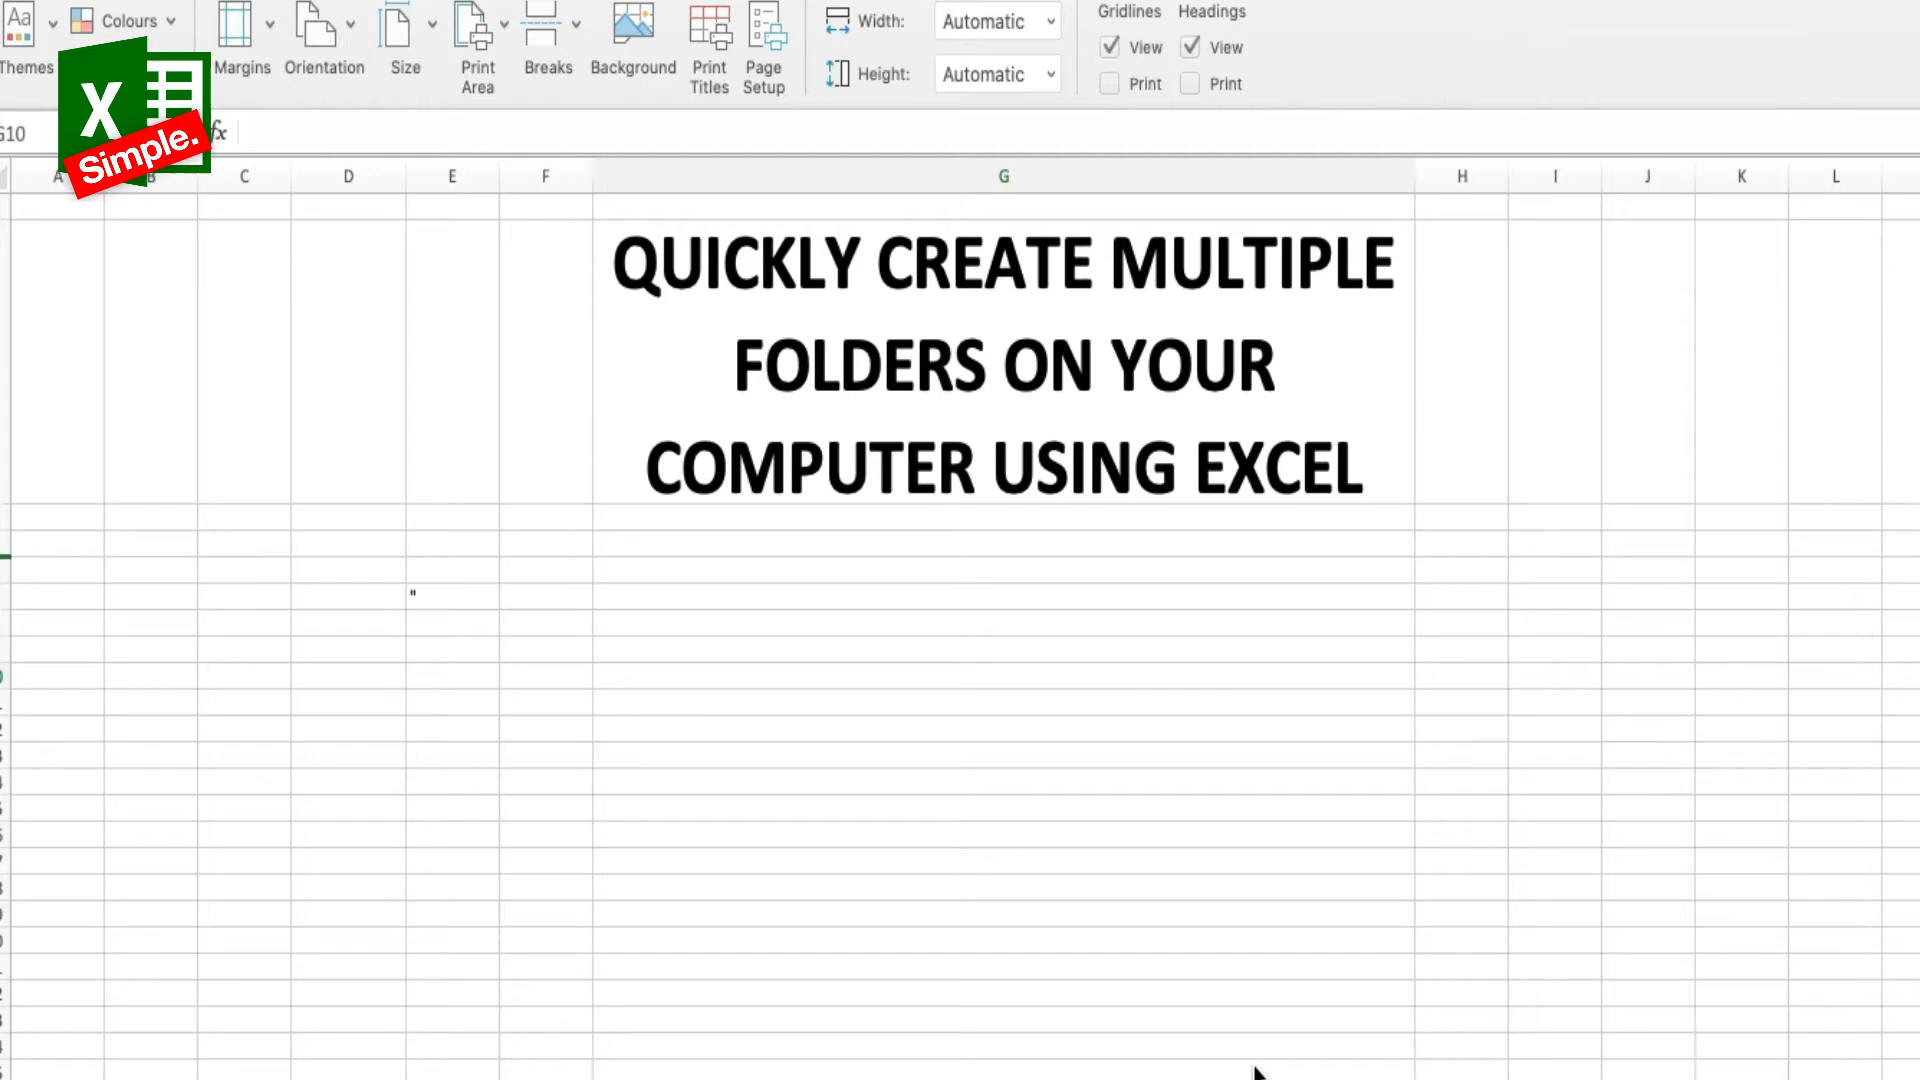 Aa
Colours
Width: Automatic
Gridlines Headings
View View
Themes Margins Orientation Size Print Area Breaks Background Print Titles Page Setup
Height: Automatic
Print Print
G10 fx
X
Simple.
A B C D E F G H I J K L
QUICKLY CREATE MULTIPLE
FOLDERS ON YOUR
COMPUTER USING EXCEL
"